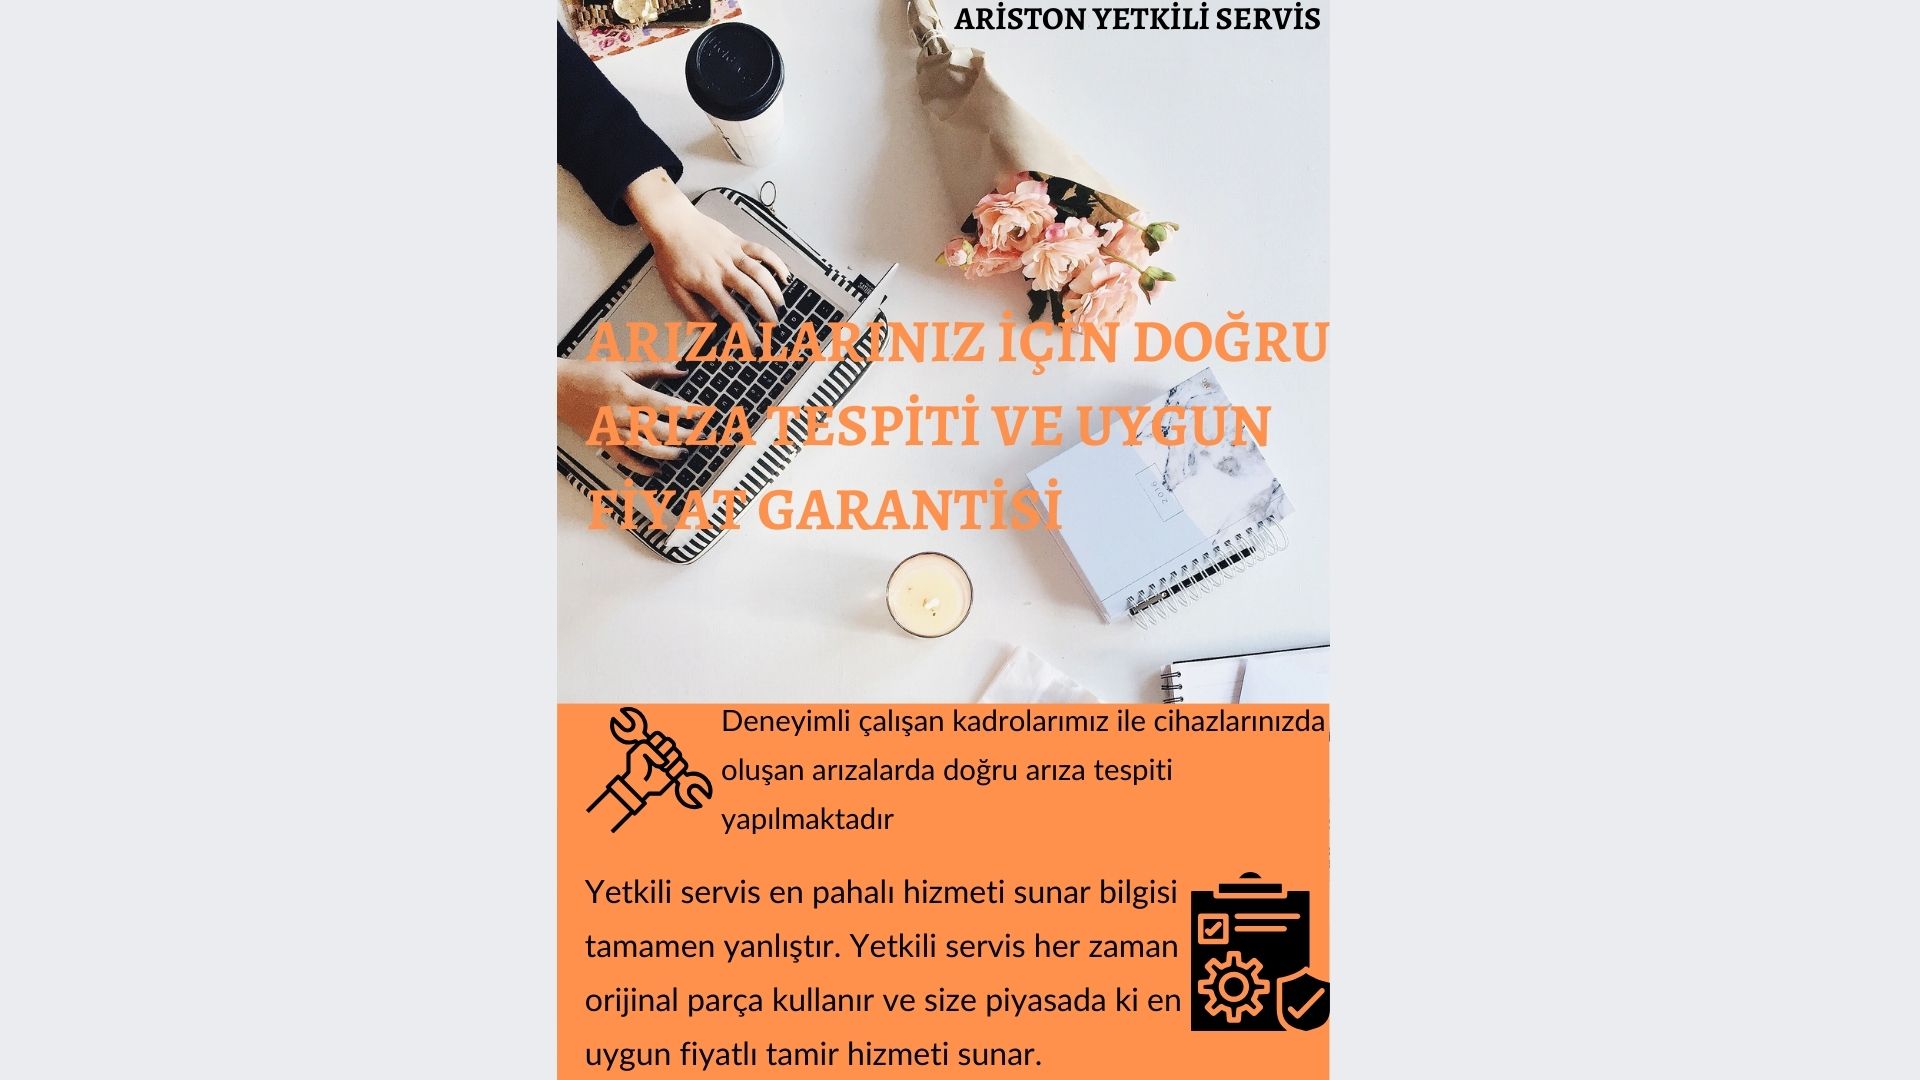 ARİSTON YETKİLİ SERVİS
ARIZALARINIZ İÇİN DOĞRU
ARIZA TESPİTİ VE UYGUN
FİYAT GARANTİSİ
2016
Deneyimli çalışan kadrolarımız ile cihazlarınızda
oluşan arızalarda doğru arıza tespiti
yapılmaktadır
Yetkili servis en pahalı hizmeti sunar bilgisi
tamamen yanlıştır. Yetkili servis her zaman
orijinal parça kullanır ve size piyasada ki en
uygun fiyatlı tamir hizmeti sunar.